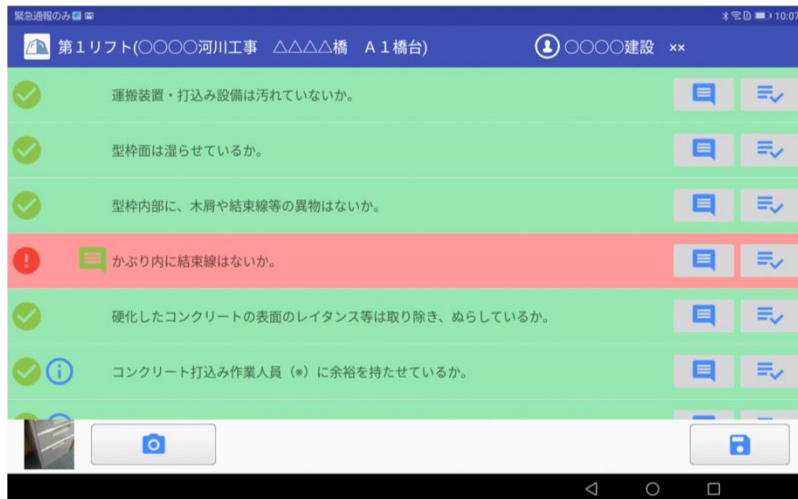 緊急通報のみ
10:07
第1リフト(〇〇〇〇河川工事 △△△△橋 A1橋台)
〇〇〇〇建設 ××
運搬装置・打込み設備は汚れていないか。
型枠面は湿らせているか。
型枠内部に、木屑や結束線等の異物はないか。
かぶり内に結束線はないか。
硬化したコンクリートの表面のレイタンス等は取り除き、ぬらしているか。
コンクリート打込み作業人員(※)に余裕を持たせているか。